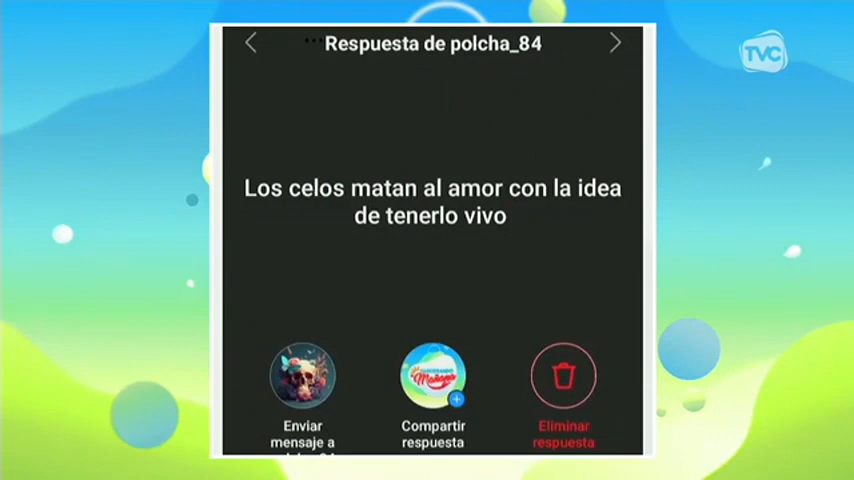 TVC
Respuesta de polcha_84
Los celos matan al amor con la idea
de tenerlo vivo
Mañana
Enviar
mensaje a
Compartir
respuesta
Eliminar
respuesta